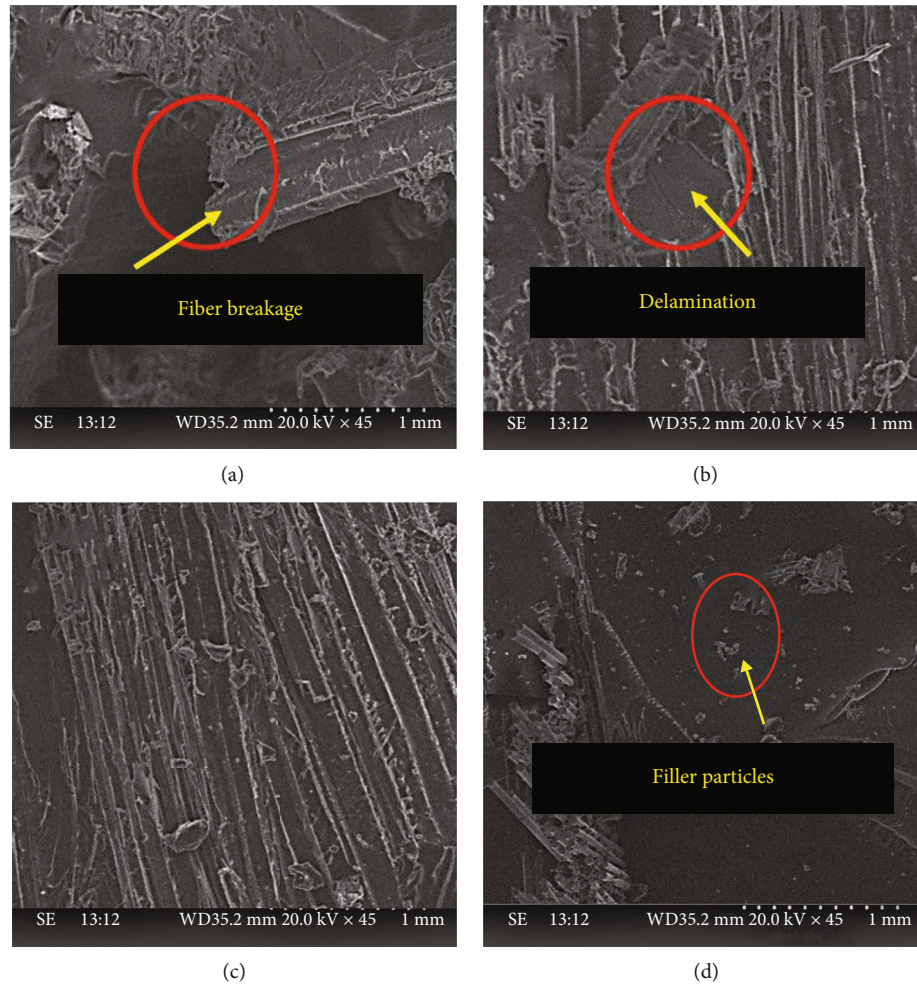 Fiber breakage
SE 13:12 WD35.2 mm 20.0 kV × 45 1 mm
(a)
Delamination
SE 13:12 WD35.2 mm 20.0 kV × 45 1 mm
(b)
SE 13:12 WD35.2 mm 20.0 kV × 45 1 mm
(c)
Filler particles
SE 13:12 WD35.2 mm 20.0 kV × 45 1 mm
(d)